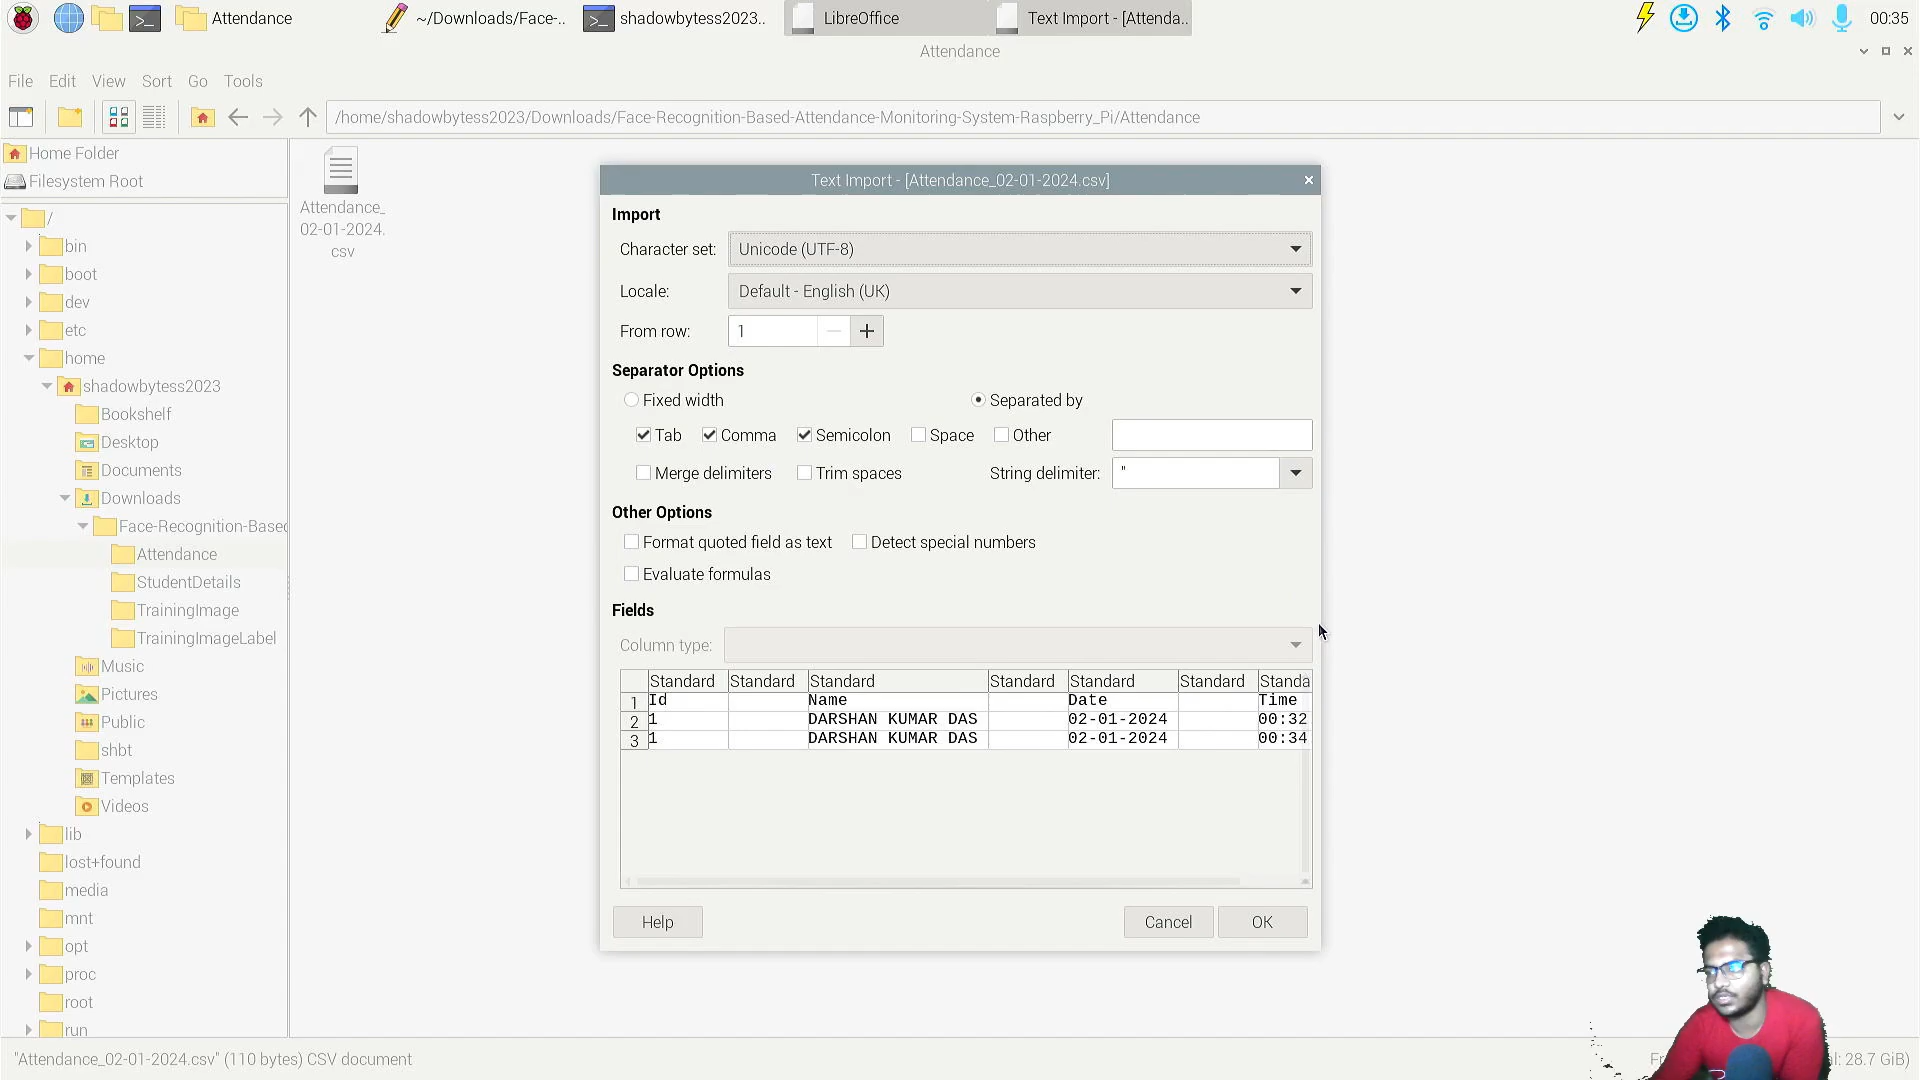 Attendance
~/Downloads/Face-..
shadowbytess2023..
LibreOffice
Text Import - [Attenda..
00:35
Attendance
File Edit View Sort Go Tools
/home/shadowbytess2023/Downloads/Face-Recognition-Based-Attendance-Monitoring-System-Raspberry_Pi/Attendance
Home Folder
Filesystem Root
/
bin
boot
dev
etc
home
shadowbytess2023
Bookshelf
Desktop
Documents
Downloads
Face-Recognition-Based
Attendance
StudentDetails
TrainingImage
TrainingImageLabel
Music
Pictures
Public
shbt
Templates
Videos
lib
lost+found
media
mnt
opt
proc
root
run
Attendance_
02-01-2024.
csv
Text Import - [Attendance_02-01-2024.csv]
Import
Character set: Unicode (UTF-8)
Locale: Default - English (UK)
From row: 1
Separator Options
Fixed width Separated by
Tab Comma Semicolon Space Other
Merge delimiters Trim spaces String delimiter: "
Other Options
Format quoted field as text Detect special numbers
Evaluate formulas
Fields
Column type:
Standard Standard Standard Standard Standard Standard Standa
1 Id Name Date Time
2 1 DARSHAN KUMAR DAS 02-01-2024 00:32
3 1 DARSHAN KUMAR DAS 02-01-2024 00:34
Help Cancel OK
"Attendance_02-01-2024.csv" (110 bytes) CSV document
28.7 GiB)